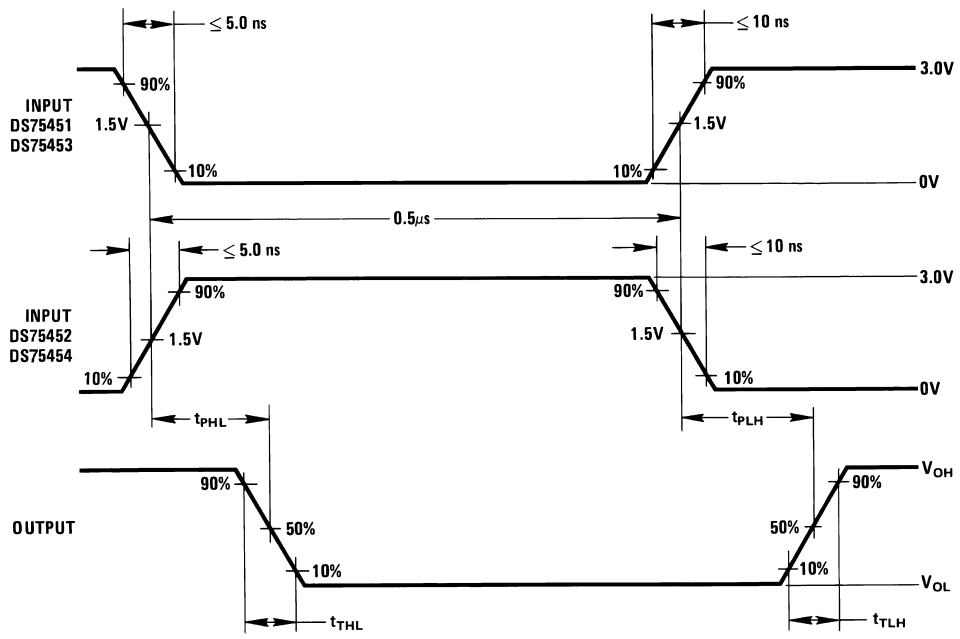 ≤ 5.0 ns
≤ 10 ns
90%
90%
3.0V
INPUT
DS75451
DS75453
1.5V
1.5V
10%
10%
0V
0.5μs
≤ 5.0 ns
≤ 10 ns
3.0V
90%
90%
INPUT
DS75452
DS75454
1.5V
1.5V
10%
10%
0V
tPHL
tPLH
VOH
90%
90%
OUTPUT
50%
50%
10%
10%
VOL
tTHL
tTLH